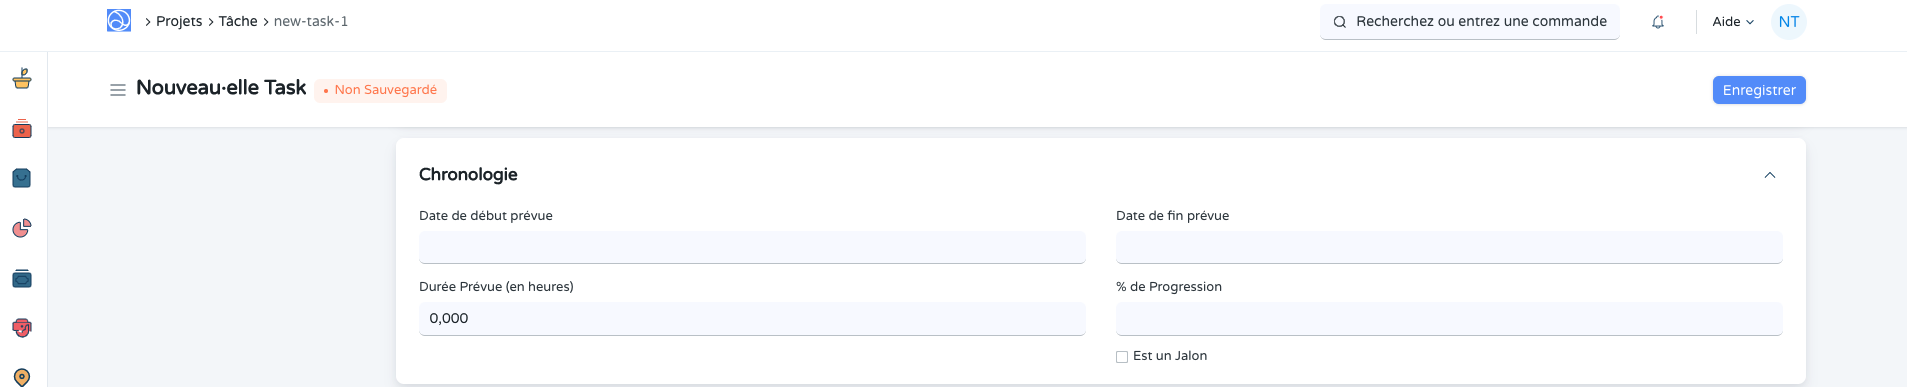 Projets Tâche new-task-1
Recherchez ou entrez une commande
Aide NT
Nouveau·elle Task Non Sauvegardé
Enregistrer
Chronologie
Date de début prévue
Date de fin prévue
Durée Prévue (en heures)
% de Progression
0,000
Est un Jalon